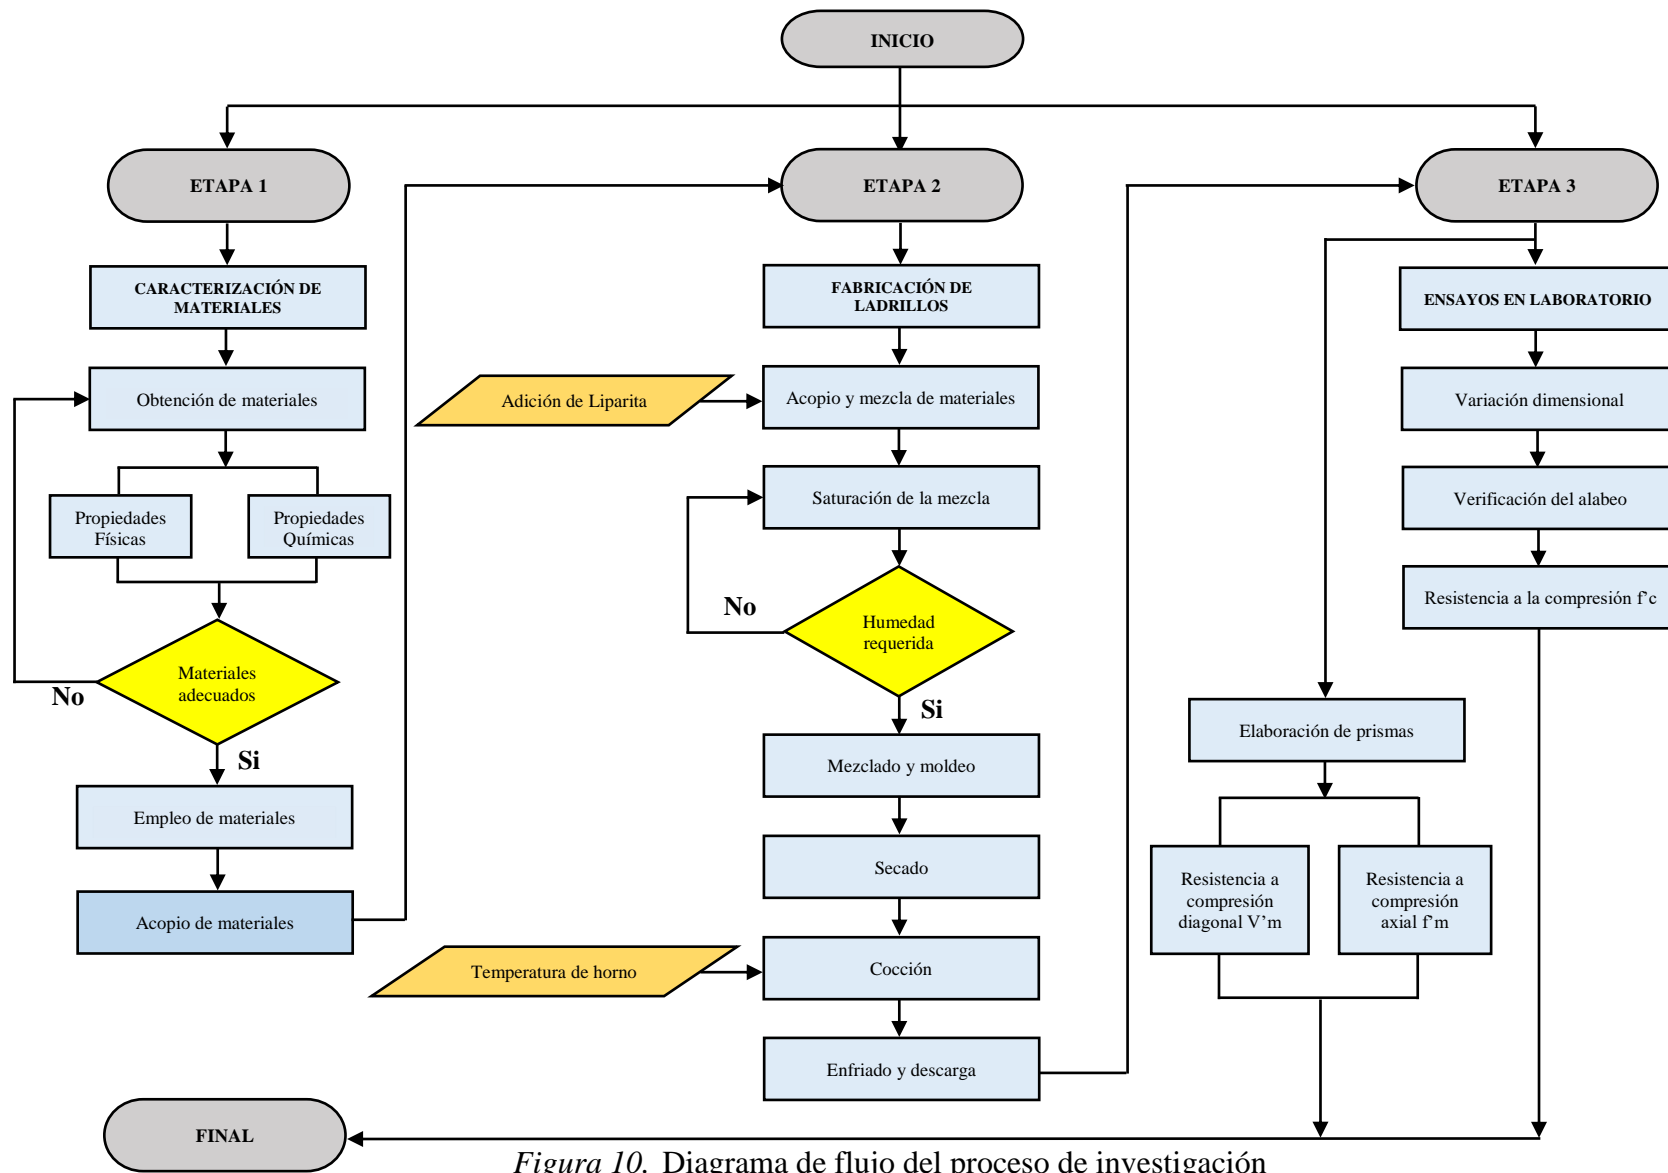 INICIO
ETAPA 1
CARACTERIZACIÓN DE
MATERIALES
Obtención de materiales
Propiedades
Físicas
Propiedades
Químicas
Materiales
adecuados
No
Si
Empleo de materiales
Acopio de materiales
ETAPA 2
FABRICACIÓN DE
LADRILLOS
Adición de Liparita
Acopio y mezcla de materiales
Saturación de la mezcla
Humedad
requerida
No
Si
Mezclado y moldeo
Secado
Temperatura de horno
Cocción
Enfriado y descarga
ETAPA 3
ENSAYOS EN LABORATORIO
Variación dimensional
Verificación del alabeo
Resistencia a la compresión f'c
Elaboración de prismas
Resistencia a
compresión
diagonal V'm
Resistencia a
compresión
axial f'm
FINAL
Figura 10. Diagrama de flujo del proceso de investigación